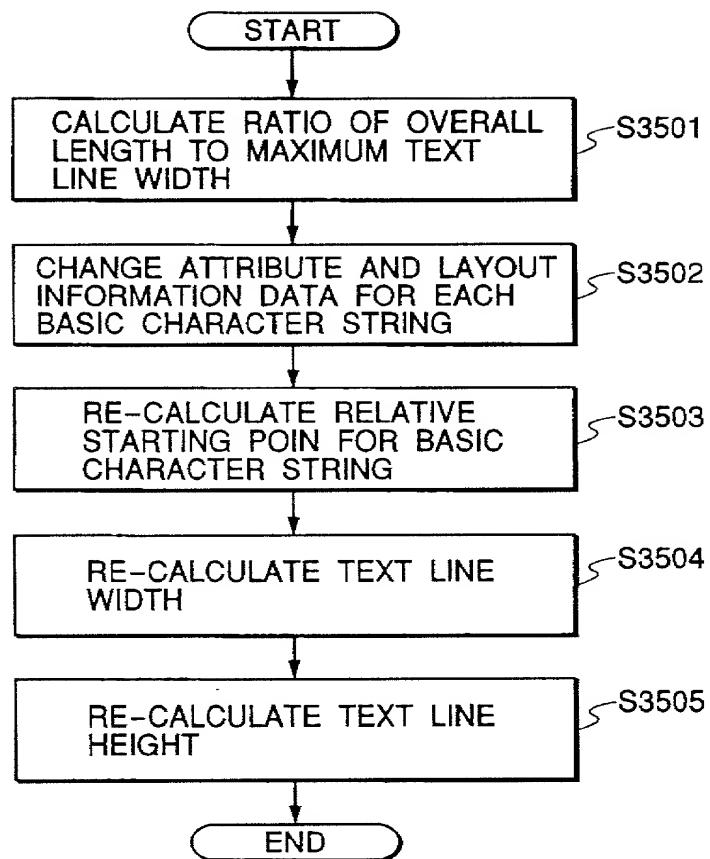 START
CALCULATE RATIO OF OVERALL
LENGTH TO MAXIMUM TEXT
LINE WIDTH
S3501
CHANGE ATTRIBUTE AND LAYOUT
INFORMATION DATA FOR EACH
BASIC CHARACTER STRING
S3502
RE-CALCULATE RELATIVE
STARTING POIN FOR BASIC
CHARACTER STRING
S3503
RE-CALCULATE TEXT LINE
WIDTH
S3504
RE-CALCULATE TEXT LINE
HEIGHT
S3505
END